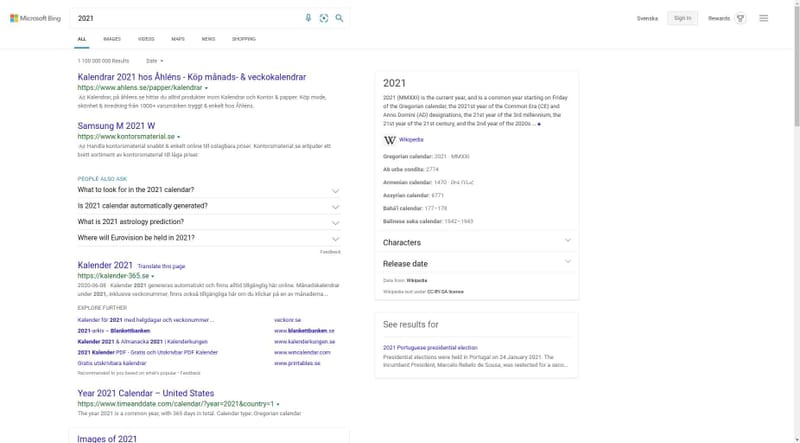 Microsoft Bing
2021
Svenska
Sign in
Rewards
ALL
IMAGES
VIDEOS
MAPS
NEWS
SHOPPING
1 100 000 000 Results
Date
Kalendrar 2021 hos Åhléns - Köp månads- & veckokalendrar
https://www.ahlens.se/papper/kalendrar
Ad Kalendrar, på åhlens.se hittar du alltid produkter inom Kalendrar och Kontor & papper. Köp mode,
skönhet & inredning från 1000+ varumärken tryggt & enkelt hos Åhléns.
Samsung M 2021 W
https://www.kontorsmaterial.se
Ad Handla kontorsmaterial snabbt & enkelt online till oslagbara priser. Kontorsmaterial.se erbjuder ett
brett sortiment av kontorsmaterial till låga priser
PEOPLE ALSO ASK
What to look for in the 2021 calendar?
Is 2021 calendar automatically generated?
What is 2021 astrology prediction?
Where will Eurovision be held in 2021?
Feedback
Kalender 2021 Translate this page
https://kalender-365.se
2020-06-08 · Kalender 2021 genereras automatiskt och finns alltid tillgänglig här online. Månadskalendrar
under 2021, inklusive veckonummer, finns också tillgängliga här om du klickar på en av månaderna...
EXPLORE FURTHER
Kalender för 2021 med helgdagar och veckonommer... veckonr.se
2021-arkiv – Blankettbanken www.blankettbanken.se
Kalender 2021 & Almanacka 2021 | Kalenderkungen www.kalenderkungen.se
2021 Kalender PDF - Gratis och Utskrivbar PDF Kalender www.wincalendar.com
Gratis utskrivbara kalendrar www.printables.se
Recommended to you based on what's popular · Feedback
Year 2021 Calendar – United States
https://www.timeanddate.com/calendar/?year=2021&country=1
The year 2021 is a common year, with 365 days in total. Calendar type: Gregorian calendar
Images of 2021
2021
2021 (MMXXI) is the current year, and is a common year starting on Friday
of the Gregorian calendar, the 2021st year of the Common Era (CE) and
Anno Domini (AD) designations, the 21st year of the 3rd millennium, the
21st year of the 21st century, and the 2nd year of the 2020s ...
W Wikipedia
Gregorian calendar: 2021 · MMXXI
Ab urbe condita: 2774
Armenian calendar: 1470 · ԹՎ ՌՆՀ
Assyrian calendar: 6771
Bahá'í calendar: 177–178
Balinese saka calendar: 1942–1943
Characters
Release date
Data from: Wikipedia
Wikipedia text under CC-BY-SA license
See results for
2021 Portuguese presidential election
Presidential elections were held in Portugal on 24 January 2021. The
incumbent President, Marcelo Rebelo de Sousa, was reelected for a seco...